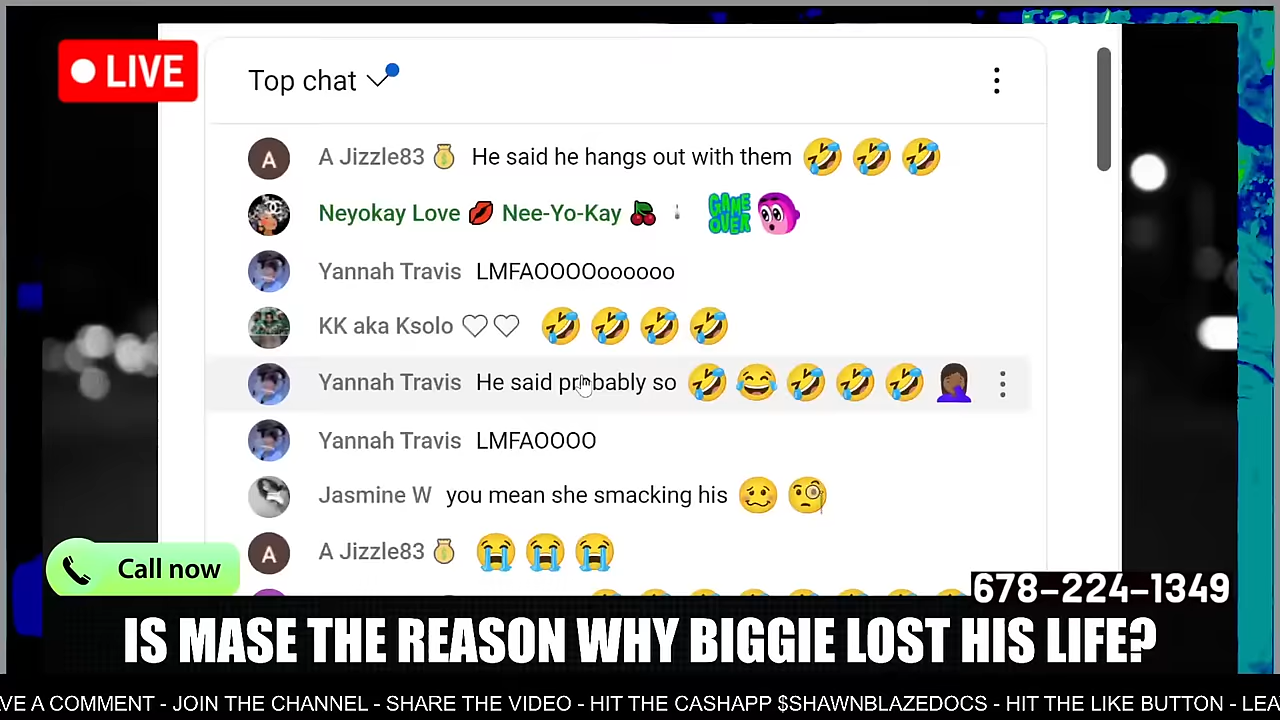 LIVE
Top chat
A Jizzle83 He said he hangs out with them
Neyokay Love Nee-Yo-Kay GAME OVER
Yannah Travis LMFAOOOOoooooo
KK aka Ksolo
Yannah Travis He said probably so
Yannah Travis LMFAOOOO
Jasmine W you mean she smacking his
A Jizzle83
Call now
678-224-1349
IS MASE THE REASON WHY BIGGIE LOST HIS LIFE?
VE A COMMENT - JOIN THE CHANNEL - SHARE THE VIDEO - HIT THE CASHAPP $SHAWNBLAZEDOCS - HIT THE LIKE BUTTON - LEA